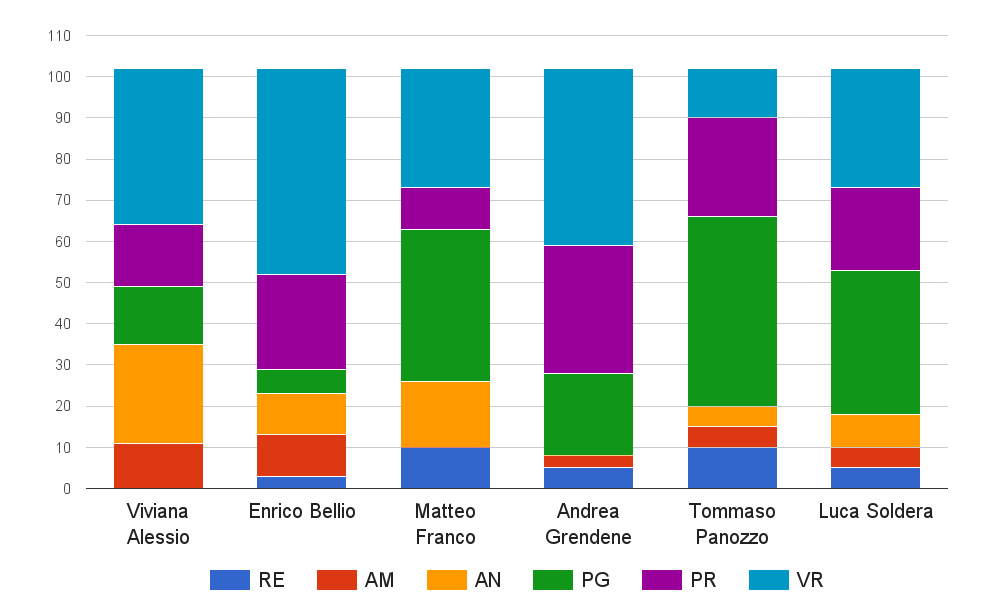 110
100
90
80
70
60
50
40
30
20
10
0
Viviana Alessio
Enrico Bellio
Matteo Franco
Andrea Grendene
Tommaso Panozzo
Luca Soldera
RE AM AN PG PR VR